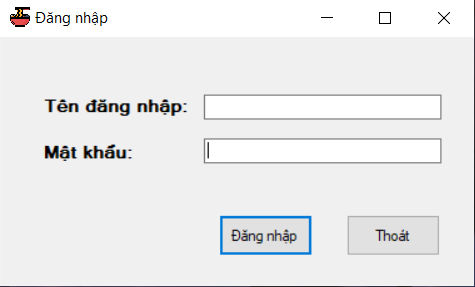 Đăng nhập
Tên đăng nhập:
Mật khẩu:
Đăng nhập Thoát